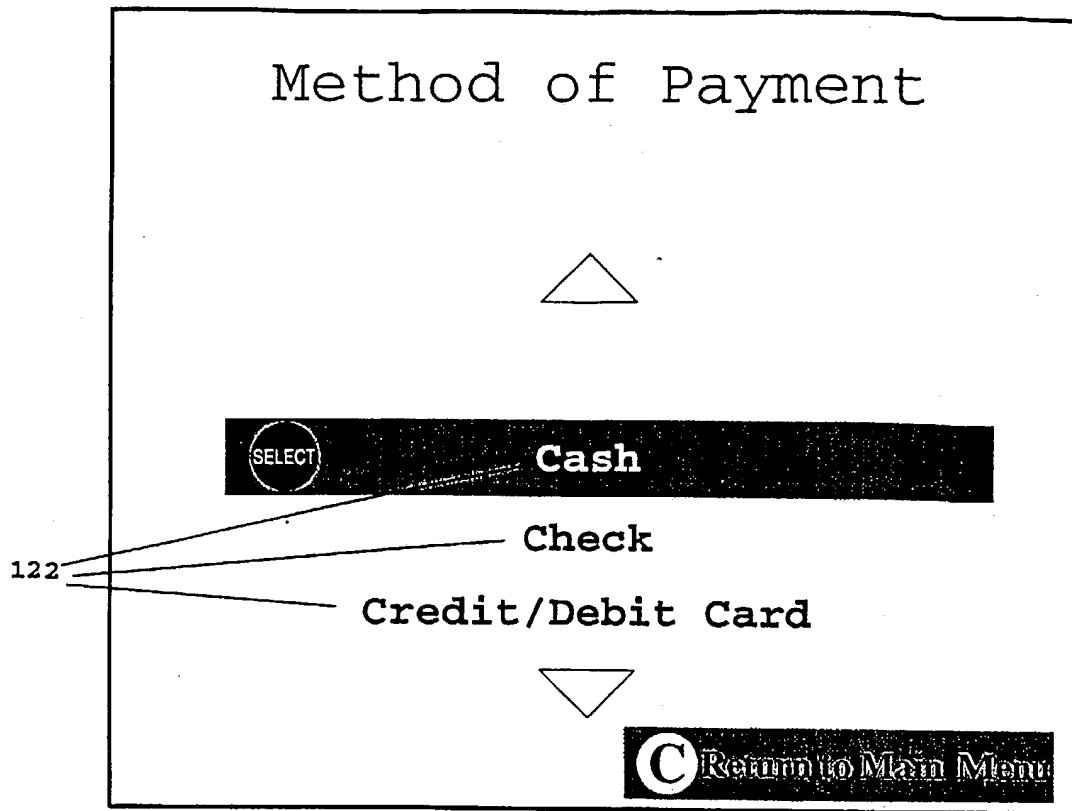 Method of Payment
SELECT Cash
Check
122
Credit/Debit Card
C Return to Main Menu